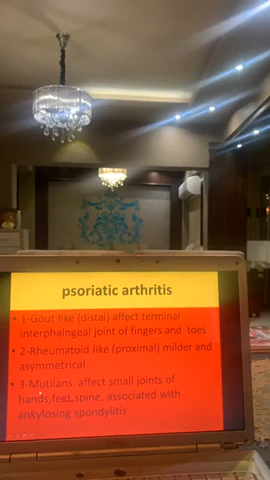 psoriatic arthritis
• 1-Gout like (distal) affect terminal
interphalngeal joint of fingers and toes
• 2-Rheumatoid like (proximal) milder and
asymmetrical
• 3-Mutilans affect small joints of
hands,feet,spine, associated with
ankylosing spondylitis